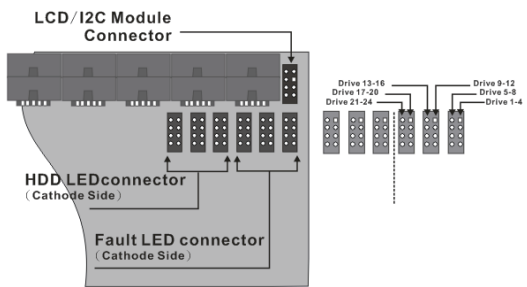 LCD/I2C Module
Connector
Drive 13-16
Drive 9-12
Drive 17-20
Drive 5-8
Drive 21-24
Drive 1-4
HDD LEDconnector
(Cathode Side)
Fault LED connector
(Cathode Side)